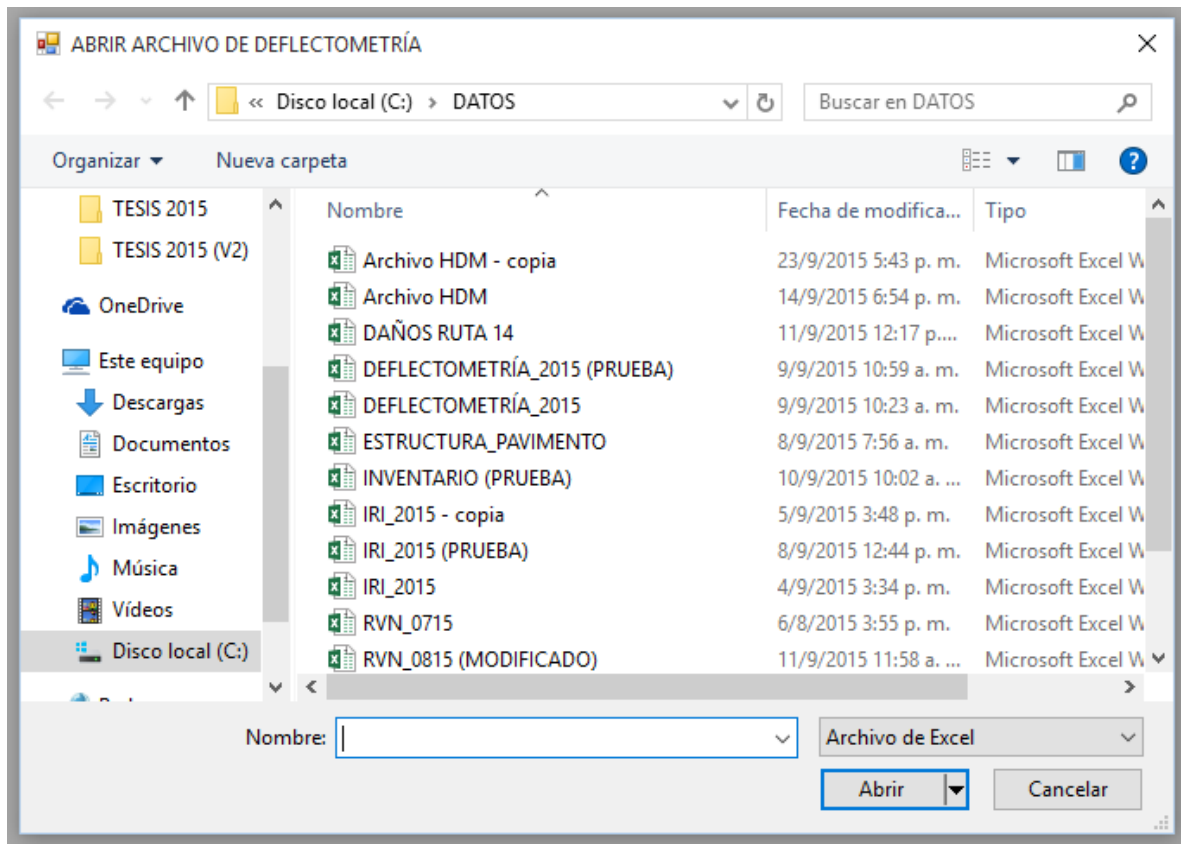 ABRIR ARCHIVO DE DEFLECTOMETRÍA
« Disco local (C:) › DATOS
Buscar en DATOS
Organizar
Nueva carpeta
TESIS 2015
TESIS 2015 (V2)
OneDrive
Este equipo
Descargas
Documentos
Escritorio
Imágenes
Música
Vídeos
Disco local (C:)
Nombre Fecha de modifica... Tipo
Archivo HDM - copia 23/9/2015 5:43 p. m. Microsoft Excel W
Archivo HDM 14/9/2015 6:54 p. m. Microsoft Excel W
DAÑOS RUTA 14 11/9/2015 12:17 p.... Microsoft Excel W
DEFLECTOMETRÍA_2015 (PRUEBA) 9/9/2015 10:59 a. m. Microsoft Excel W
DEFLECTOMETRÍA_2015 9/9/2015 10:23 a. m. Microsoft Excel W
ESTRUCTURA_PAVIMENTO 8/9/2015 7:56 a. m. Microsoft Excel W
INVENTARIO (PRUEBA) 10/9/2015 10:02 a. ... Microsoft Excel W
IRI_2015 - copia 5/9/2015 3:48 p. m. Microsoft Excel W
IRI_2015 (PRUEBA) 8/9/2015 12:44 p. m. Microsoft Excel W
IRI_2015 4/9/2015 3:34 p. m. Microsoft Excel W
RVN_0715 6/8/2015 3:55 p. m. Microsoft Excel W
RVN_0815 (MODIFICADO) 11/9/2015 11:58 a. ... Microsoft Excel W
Nombre:
Archivo de Excel
Abrir
Cancelar